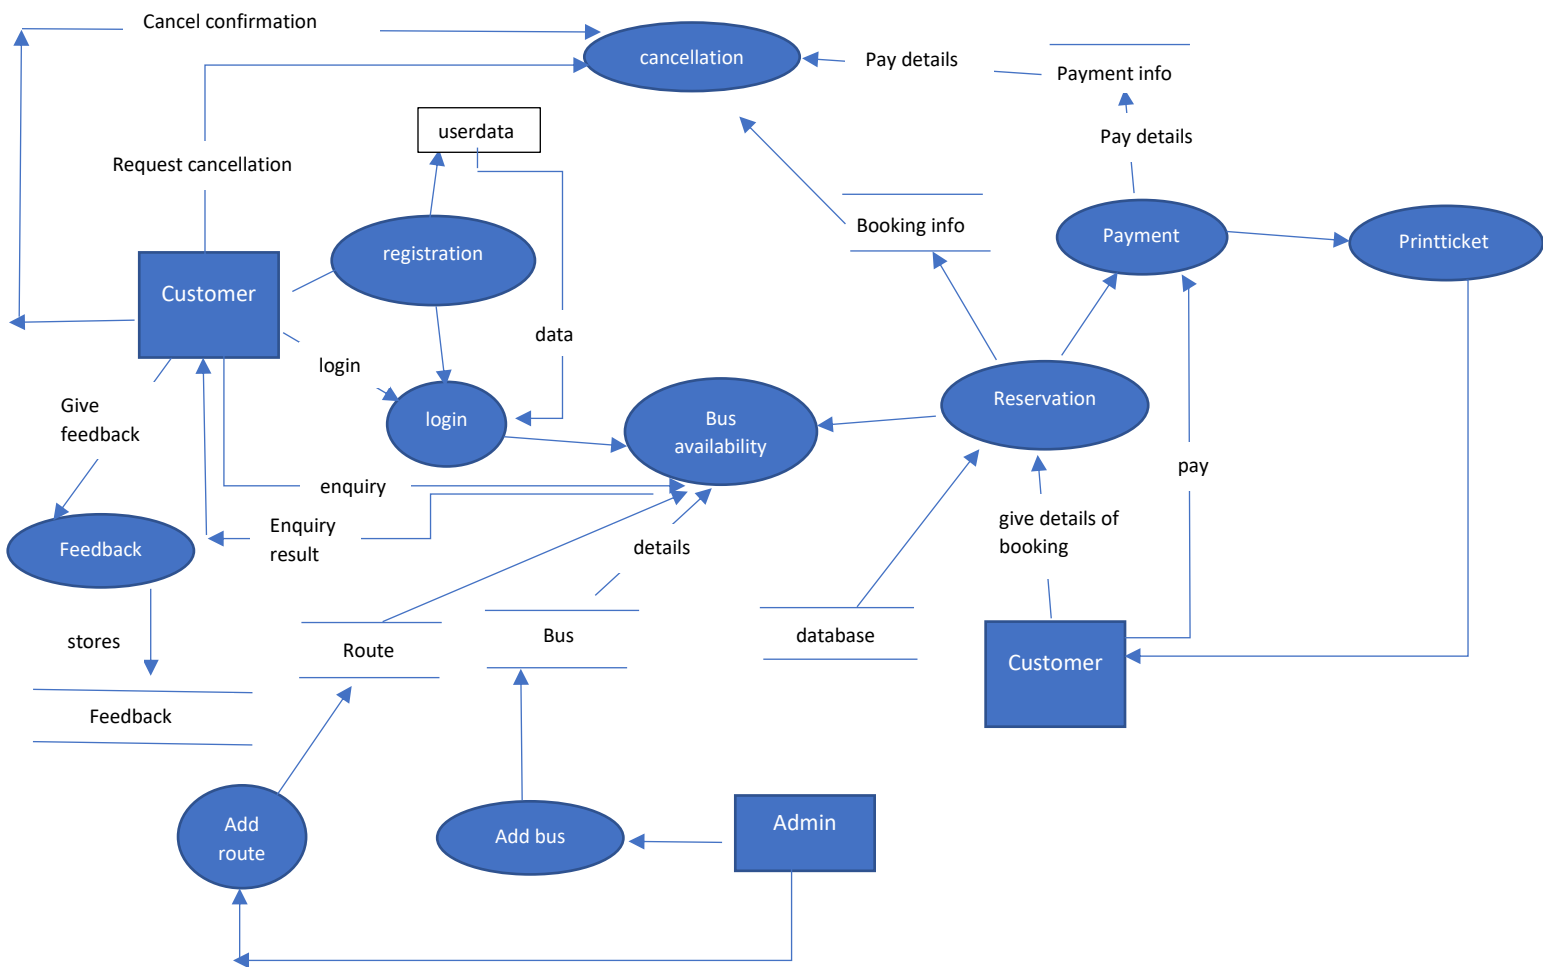 Cancel confirmation
cancellation
Pay details
Payment info
userdata
Pay details
Request cancellation
Booking info
Payment
Printticket
registration
Customer
data
login
Give
feedback
login
Bus
availability
Reservation
pay
enquiry
Enquiry
result
details
give details of
booking
Feedback
stores
Route
Bus
database
Customer
Feedback
Add
route
Add bus
Admin